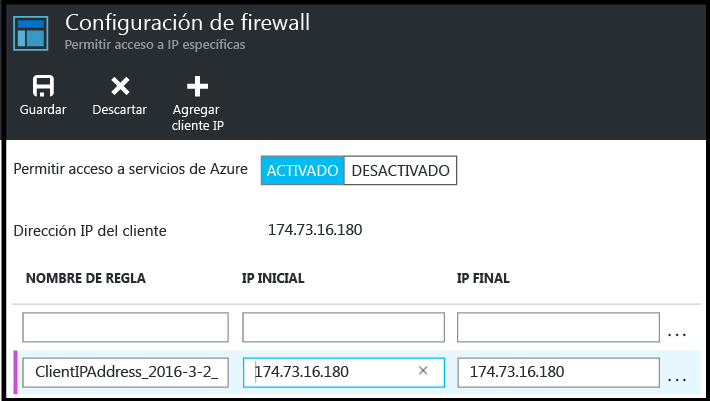 Configuración de firewall
Permitir acceso a IP específicas
Guardar
Descartar
Agregar
cliente IP
Permitir acceso a servicios de Azure
ACTIVADO
DESACTIVADO
Dirección IP del cliente
174.73.16.180
NOMBRE DE REGLA
IP INICIAL
IP FINAL
...
ClientIPAddress_2016-3-2_
174.73.16.180
×
174.73.16.180
...